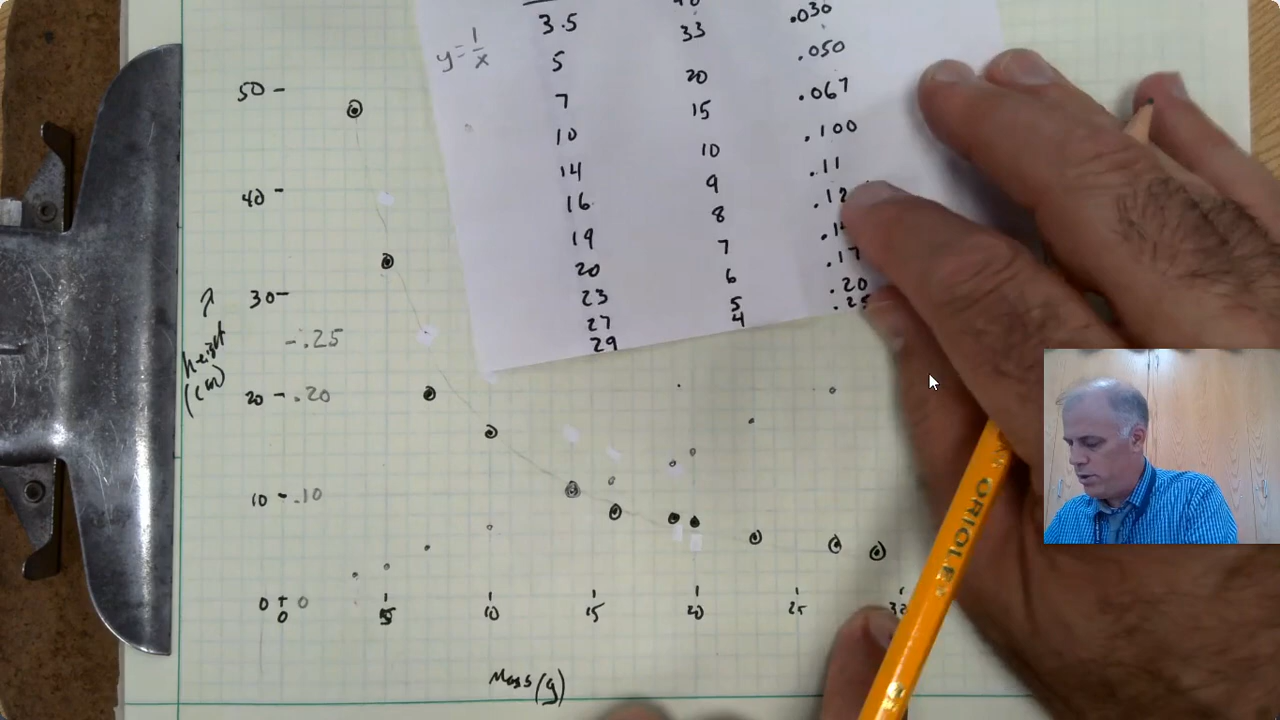 3.5 33 .030
y = 1/x
5 20 .050
7 15 .067
10 10 .100
14 9 .11
16 8
19 7
20 6 .17
23 5 .20
27 4
29
50
40
30
.25
height
(cm)
20 .20
10 .10
0 0
0 5 10 15 20 25
Mass (g)
ORIOLE